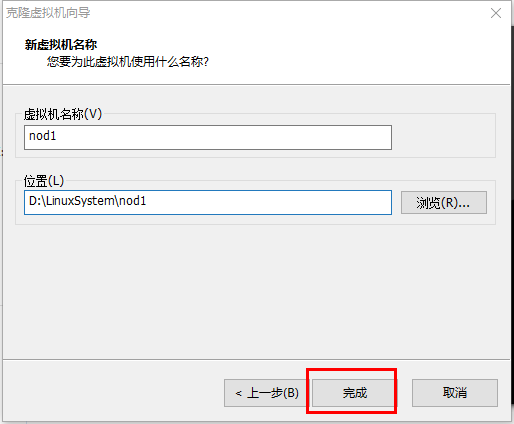 克隆虚拟机向导
新虚拟机名称
您要为此虚拟机使用什么名称?
虚拟机名称(V)
nod1
位置(L)
D:\LinuxSystem\nod1
浏览(R)...
< 上一步(B)
完成
取消